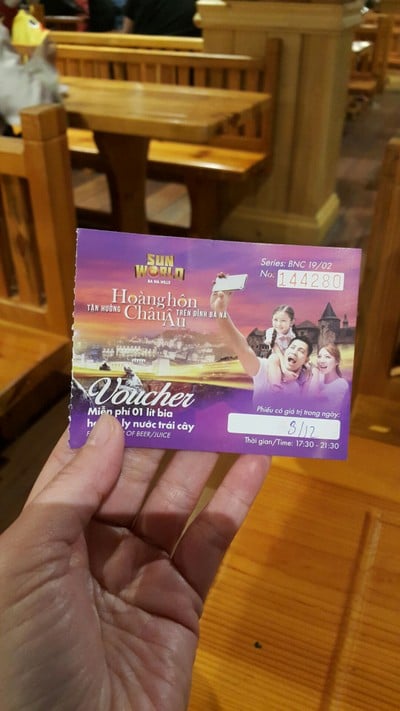 SUN
WORLD
BA NA HILLS
Series: BNC 19/02
No. 144280
TẬN HƯỞNG Hoàng hôn Châu Âu TRÊN ĐỈNH BÀ NÀ
Voucher
Miễn phí 01 lít bia
ly nước trái cây
OF BEER/JUICE
Phiếu có giá trị trong ngày:
8/12
Thời gian/Time: 17:30 - 21:30